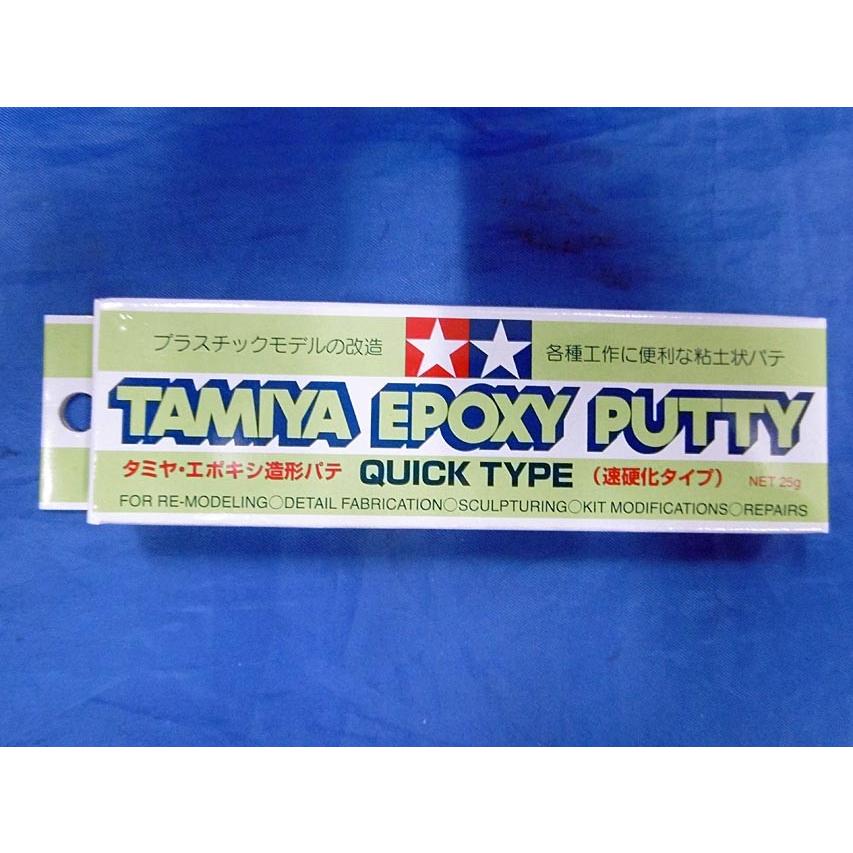 プラスチックモデルの改造 各種工作に便利な粘土状パテ
TAMIYA EPOXY PUTTY
タミヤ・エポキシ造形パテ QUICK TYPE (速硬化タイプ) NET 25g
FOR RE-MODELING○DETAIL FABRICATION○SCULPTURING○KIT MODIFICATIONS○REPAIRS